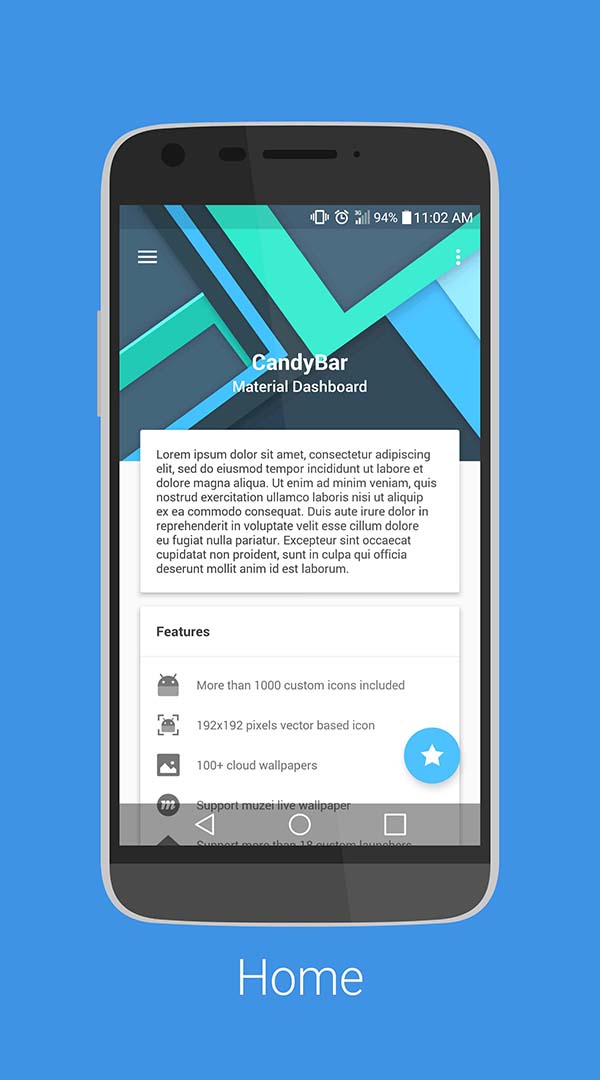 3G 94% 11:02 AM
CandyBar
Material Dashboard
Lorem ipsum dolor sit amet, consectetur adipiscing
elit, sed do eiusmod tempor incididunt ut labore et
dolore magna aliqua. Ut enim ad minim veniam, quis
nostrud exercitation ullamco laboris nisi ut aliquip
ex ea commodo consequat. Duis aute irure dolor in
reprehenderit in voluptate velit esse cillum dolore
eu fugiat nulla pariatur. Excepteur sint occaecat
cupidatat non proident, sunt in culpa qui officia
deserunt mollit anim id est laborum.
Features
More than 1000 custom icons included
192x192 pixels vector based icon
100+ cloud wallpapers
m Support muzei live wallpaper
Support more than 18 custom launchers
Home